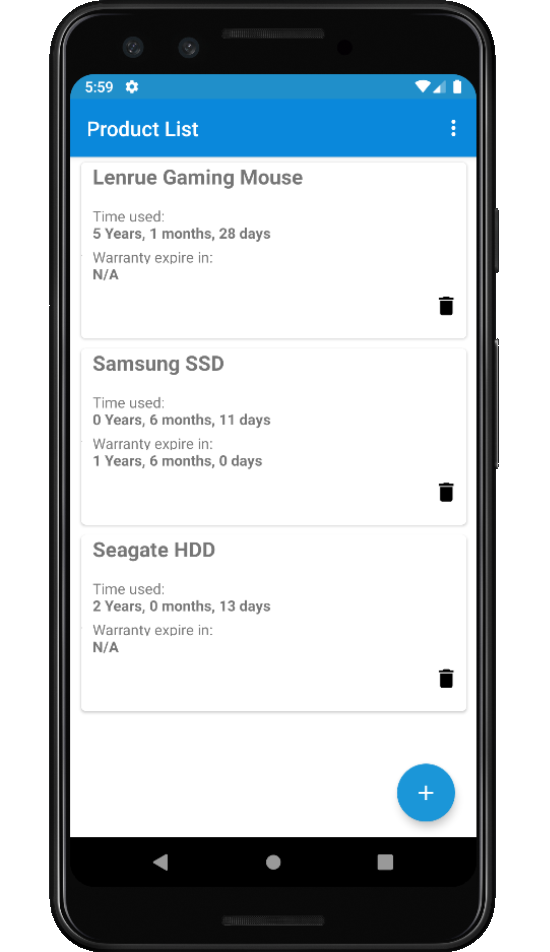 5:59
Product List
Lenrue Gaming Mouse
Time used:
5 Years, 1 months, 28 days
Warranty expire in:
N/A
Samsung SSD
Time used:
0 Years, 6 months, 11 days
Warranty expire in:
1 Years, 6 months, 0 days
Seagate HDD
Time used:
2 Years, 0 months, 13 days
Warranty expire in:
N/A